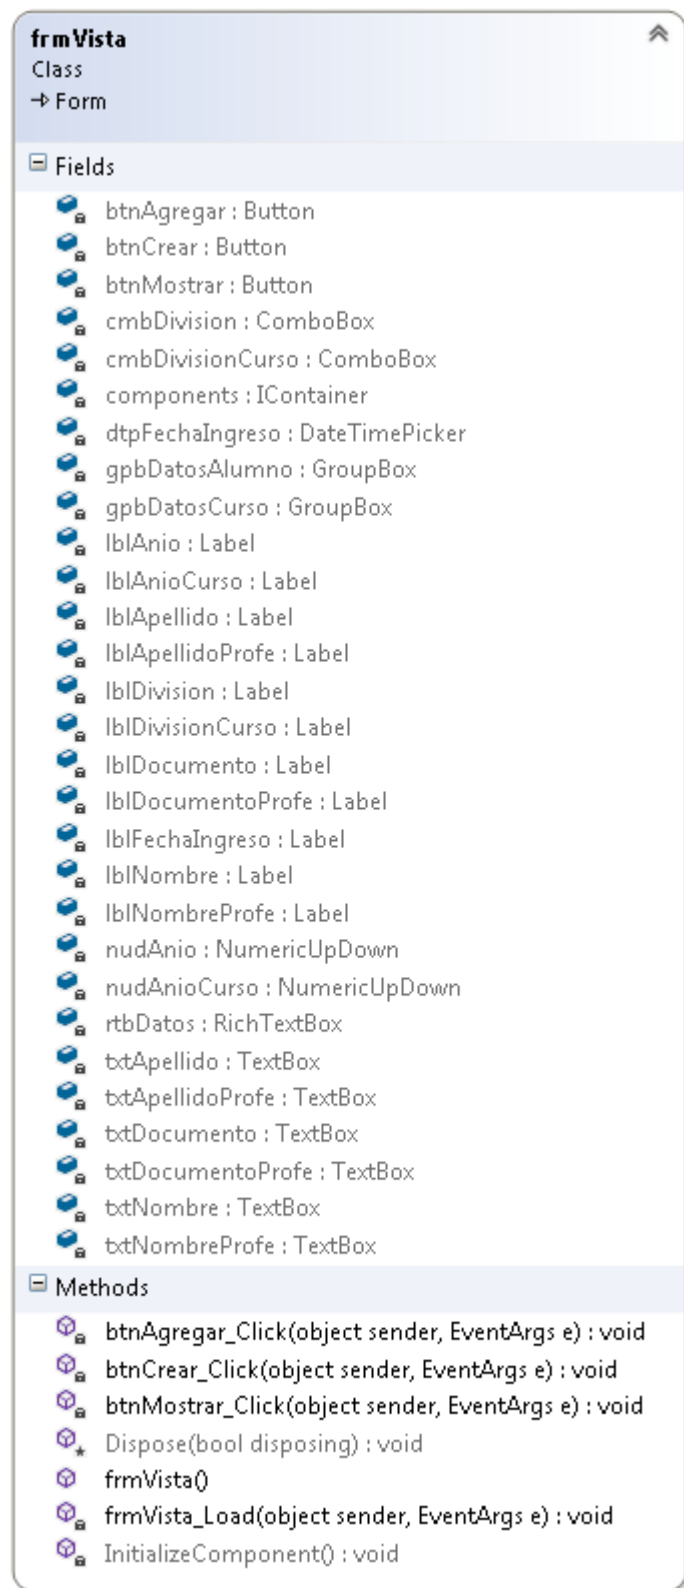 frmVista
Class
Form
Fields
btnAgregar : Button
btnCrear : Button
btnMostrar : Button
cmbDivision : ComboBox
cmbDivisionCurso : ComboBox
components : IContainer
dtpFechaIngreso : DateTimePicker
gpbDatosAlumno : GroupBox
gpbDatosCurso : GroupBox
lblAnio : Label
lblAnioCurso : Label
lblApellido : Label
lblApellidoProfe : Label
lblDivision : Label
lblDivisionCurso : Label
lblDocumento : Label
lblDocumentoProfe : Label
lblFechaIngreso : Label
lblNombre : Label
lblNombreProfe : Label
nudAnio : NumericUpDown
nudAnioCurso : NumericUpDown
rtbDatos : RichTextBox
txtApellido : TextBox
txtApellidoProfe : TextBox
txtDocumento : TextBox
txtDocumentoProfe : TextBox
txtNombre : TextBox
txtNombreProfe : TextBox
Methods
btnAgregar_Click(object sender, EventArgs e) : void
btnCrear_Click(object sender, EventArgs e) : void
btnMostrar_Click(object sender, EventArgs e) : void
Dispose(bool disposing) : void
frmVista()
frmVista_Load(object sender, EventArgs e) : void
InitializeComponent() : void